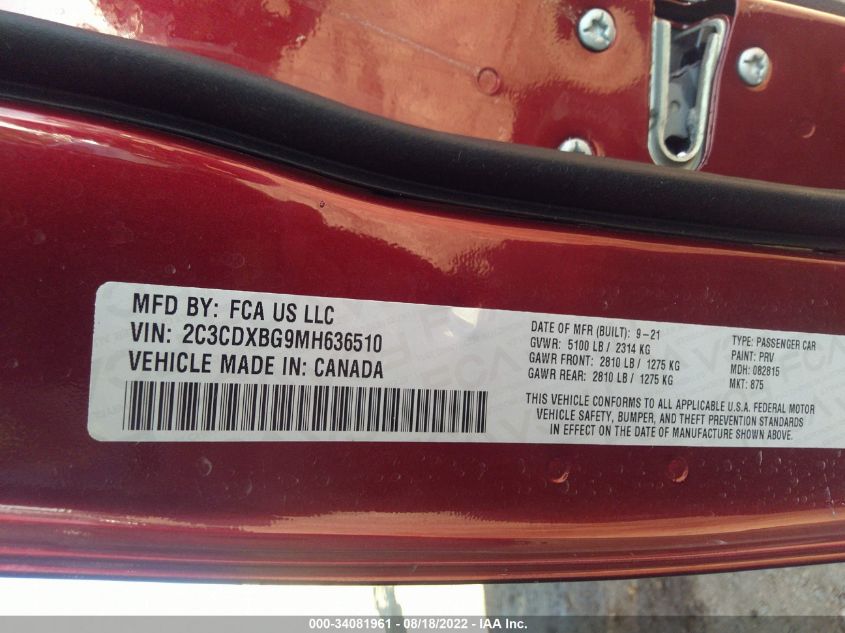 MFD BY: FCA US LLC
VIN: 2C3CDXBG9MH636510
VEHICLE MADE IN: CANADA
DATE OF MFR (BUILT): 9-21
GVWR: 5100 LB / 2314 KG
GAWR FRONT: 2810 LB / 1275 KG
GAWR REAR: 2810 LB / 1275 KG
TYPE: PASSENGER CAR
PAINT: PRV
MDH: 082815
MKT: 875
THIS VEHICLE CONFORMS TO ALL APPLICABLE U.S.A. FEDERAL MOTOR
VEHICLE SAFETY, BUMPER, AND THEFT PREVENTION STANDARDS
IN EFFECT ON THE DATE OF MANUFACTURE SHOWN ABOVE.
000-34081961 - 08/18/2022 - IAA Inc.